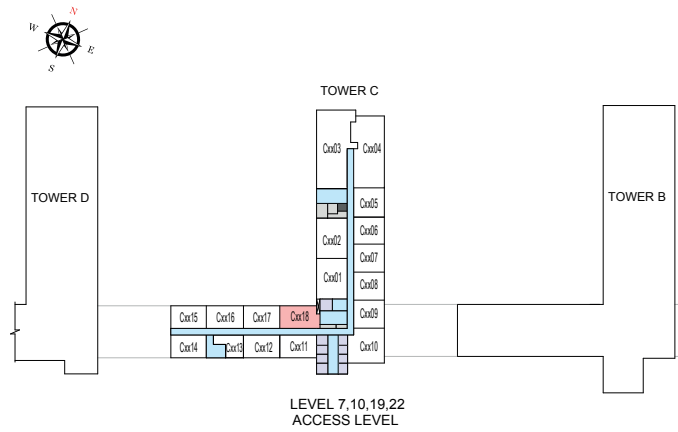 N
W
E
S
TOWER C
Cxx03
Cxx04
TOWER D
TOWER B
Cxx05
Cxx06
Cxx02
Cxx07
Cxx01
Cxx08
Cxx15
Cxx16
Cxx17
Cxx18
Cxx09
Cxx14
Cxx13
Cxx12
Cxx11
Cxx10
LEVEL 7,10,19,22
ACCESS LEVEL